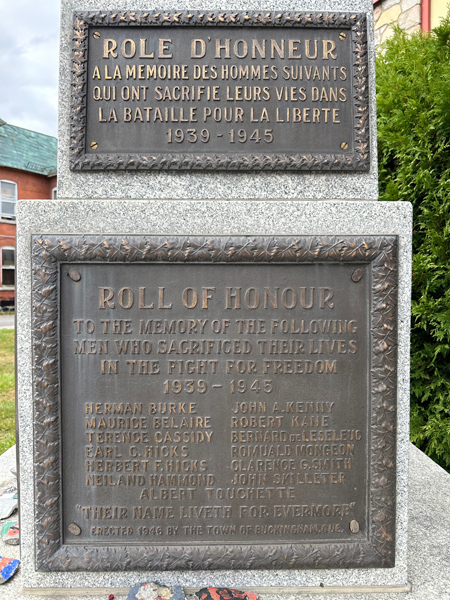 ROLE D'HONNEUR
A LA MEMOIRE DES HOMMES SUIVANTS
QUI ONT SACRIFIE LEURS VIES DANS
LA BATAILLE POUR LA LIBERTE
1939-1945
ROLL OF HONOUR
TO THE MEMORY OF THE FOLLOWING
MEN WHO SACRIFICED THEIR LIVES
IN THE FIGHT FOR FREEDOM
1939-1945
HERMAN BURKE JOHN A. KENNY
MAURICE BELAIRE ROBERT KANE
TERENCE CASSIDY BERNARD DE LESELEUC
EARL G. HICKS ROMUALD MONGEON
HERBERT F. HICKS CLARENCE G. SMITH
NEILAND HAMMOND JOHN SKILLETER
ALBERT TOUCHETTE
"THEIR NAME LIVETH FOR EVERMORE"
ERECTED 1946 BY THE TOWN OF BUCKINGHAM, QUE.